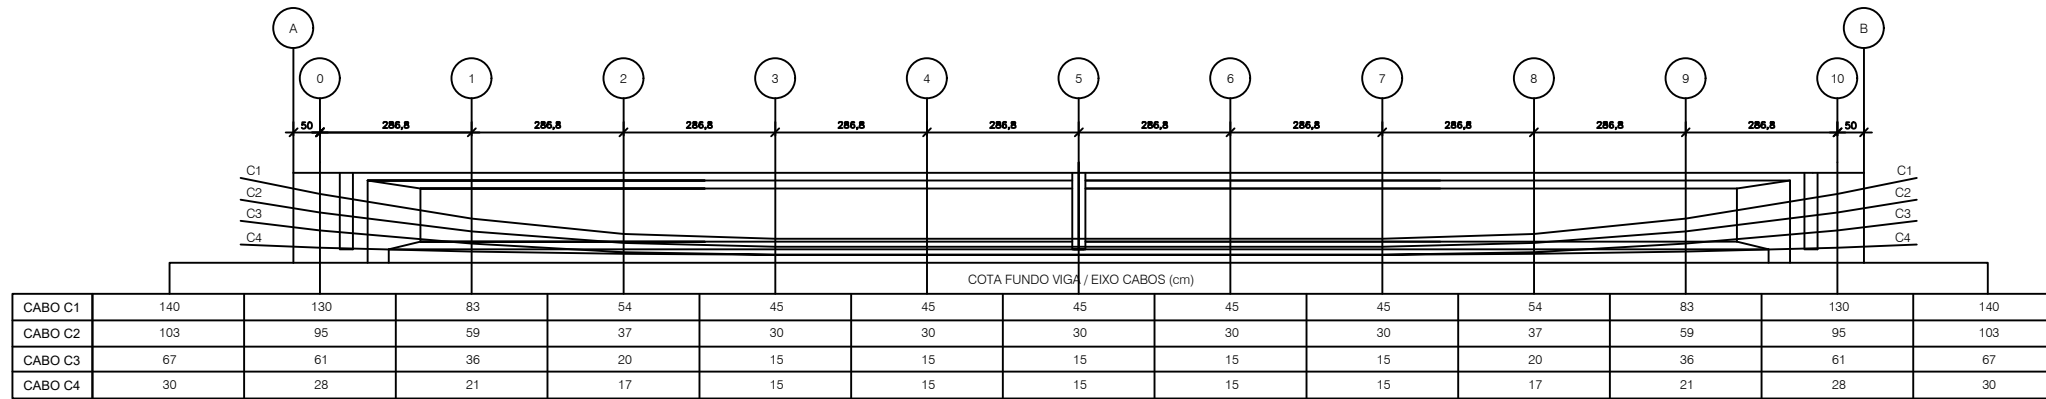 A B
0 1 2 3 4 5 6 7 8 9 10
50 286,8 286,8 286,8 286,8 286,8 286,8 286,8 286,8 286,8 286,8 50
C1 C1
C2 C2
C3 C3
C4 C4
COTA FUNDO VIGA / EIXO CABOS (cm)
CABO C1 140 130 83 54 45 45 45 45 45 54 83 130 140
CABO C2 103 95 59 37 30 30 30 30 30 37 59 95 103
CABO C3 67 61 36 20 15 15 15 15 15 20 36 61 67
CABO C4 30 28 21 17 15 15 15 15 15 17 21 28 30